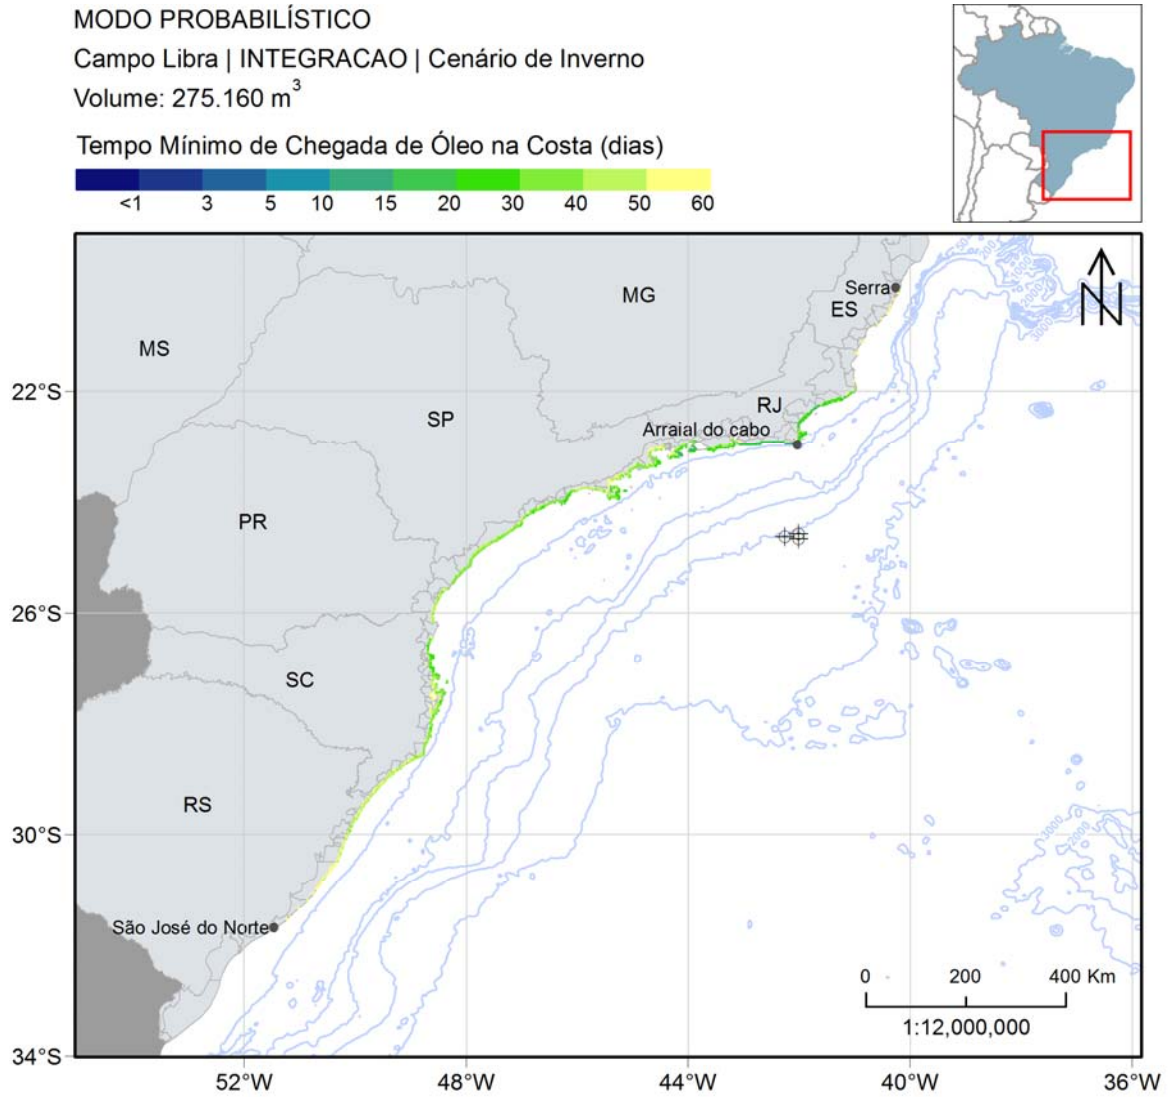 MODO PROBABILÍSTICO
Campo Libra | INTEGRACAO | Cenário de Inverno
Volume: 275.160 m³
Tempo Mínimo de Chegada de Óleo na Costa (dias)
<1 3 5 10 15 20 30 40 50 60
Serra
ES
MG
MS
22°S
RJ
SP
Arraial do cabo
PR
26°S
SC
RS
30°S
3000
2000
São José do Norte
0 200 400 Km
1:12,000,000
34°S
52°W 48°W 44°W 40°W 36°W
N